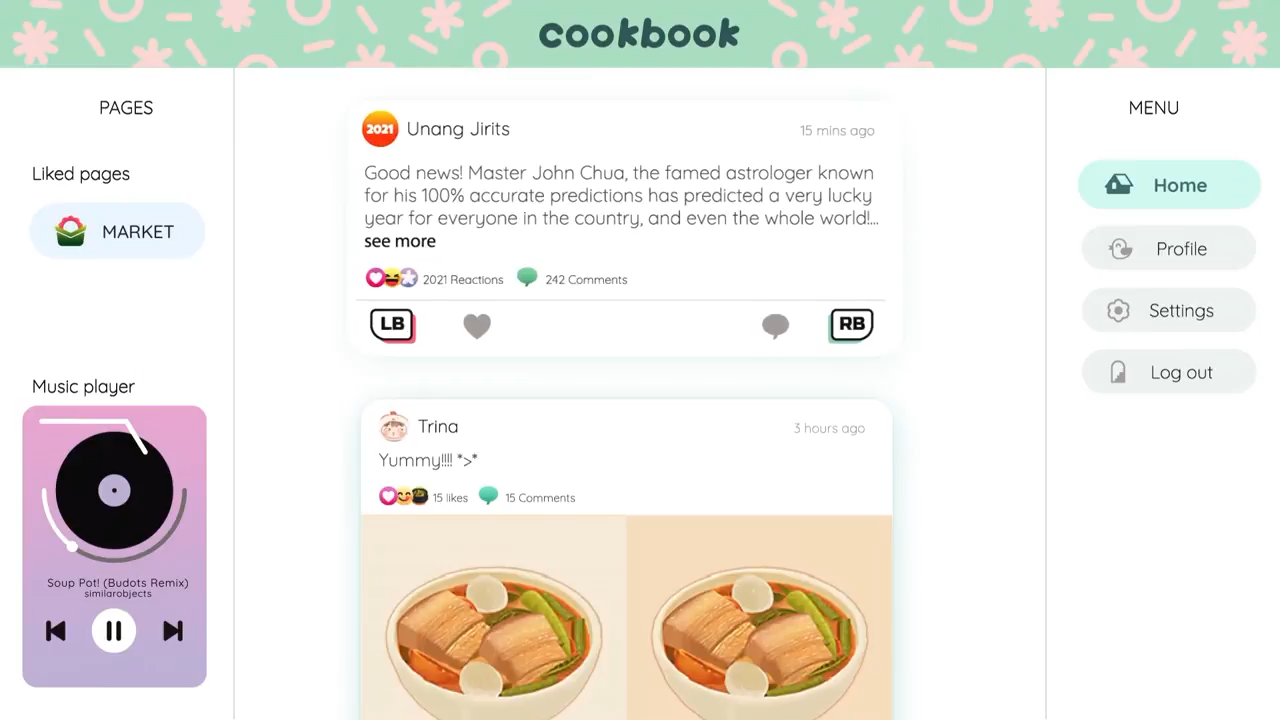 cookbook
PAGES
Liked pages
MARKET
Music player
Soup Pot! (Budots Remix)
similarobjects
2021
Unang Jirits
15 mins ago
Good news! Master John Chua, the famed astrologer known
for his 100% accurate predictions has predicted a very lucky
year for everyone in the country, and even the whole world!...
see more
2021 Reactions
242 Comments
LB
RB
Trina
3 hours ago
Yummy!!!! *>*
15 likes
15 Comments
MENU
Home
Profile
Settings
Log out